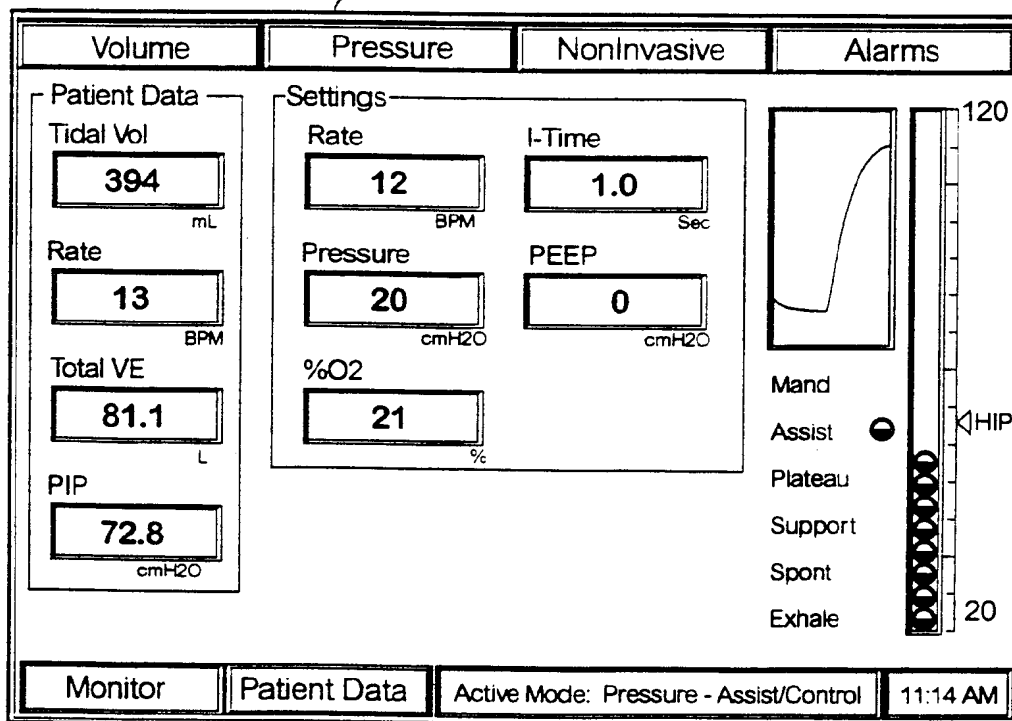 Volume Pressure NonInvasive Alarms
Patient Data
Tidal Vol
394
mL
Rate
13
BPM
Total VE
81.1
L
PIP
72.8
cmH2O
Settings
Rate
12
BPM
I-Time
1.0
Sec
Pressure
20
cmH2O
PEEP
0
cmH2O
%O2
21
%
120
HIP
20
Mand
Assist
Plateau
Support
Spont
Exhale
Monitor Patient Data Active Mode: Pressure - Assist/Control 11:14 AM